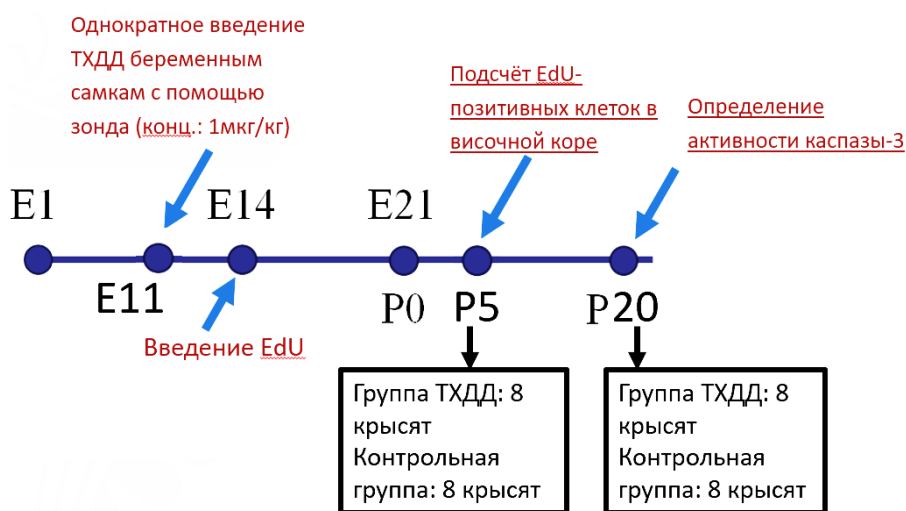 Однократное введение
ТХДД беременным
самкам с помощью
зонда (конц.: 1мкг/кг)
Подсчёт EdU-
позитивных клеток в
височной коре
Определение
активности каспазы-3
E1
E14
E21
E11
P0
P5
P20
Введение EdU
Группа ТХДД: 8
крысят
Контрольная
группа: 8 крысят
Группа ТХДД: 8
крысят
Контрольная
группа: 8 крысят